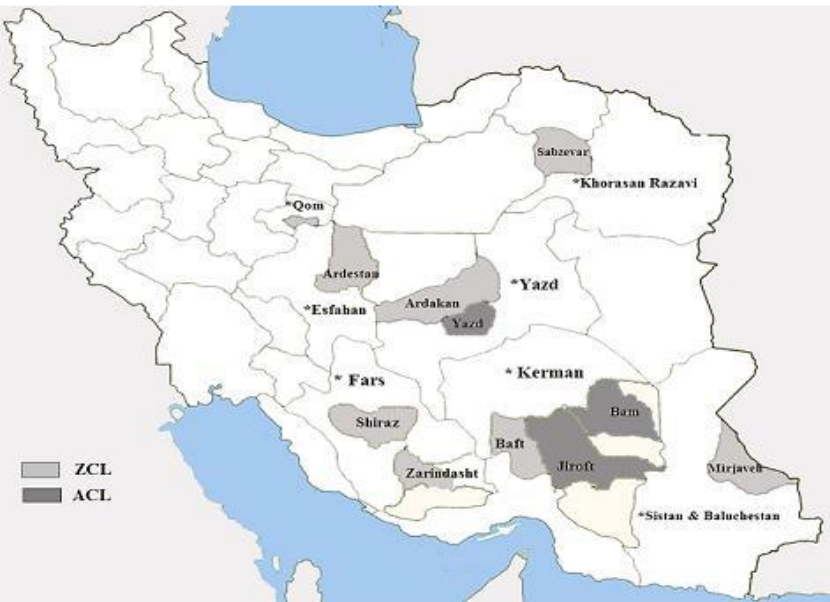 Sabzevar
*Khorasan Razavi
*Qom
Ardestan
*Esfahan
Ardakan
*Yazd
Yazd
* Fars
* Kerman
Shiraz
Bam
Baft
Jiroft
Zarindasht
Mirjaveh
*Sistan & Baluchestan
ZCL
ACL